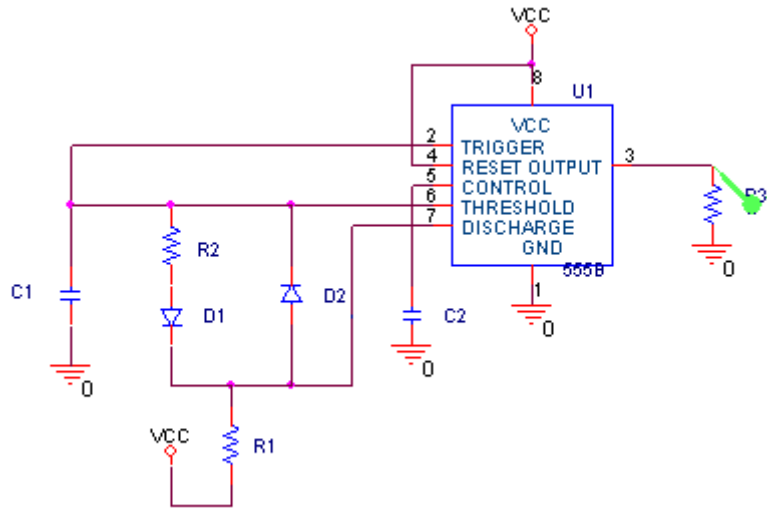 VCC
8
U1
VCC
2 TRIGGER
4 RESET OUTPUT 3
5 CONTROL
6 THRESHOLD
7 DISCHARGE
GND
555B
1
0
R3
0
R2
C1
D1
D2
C2
0
0
VCC
R1